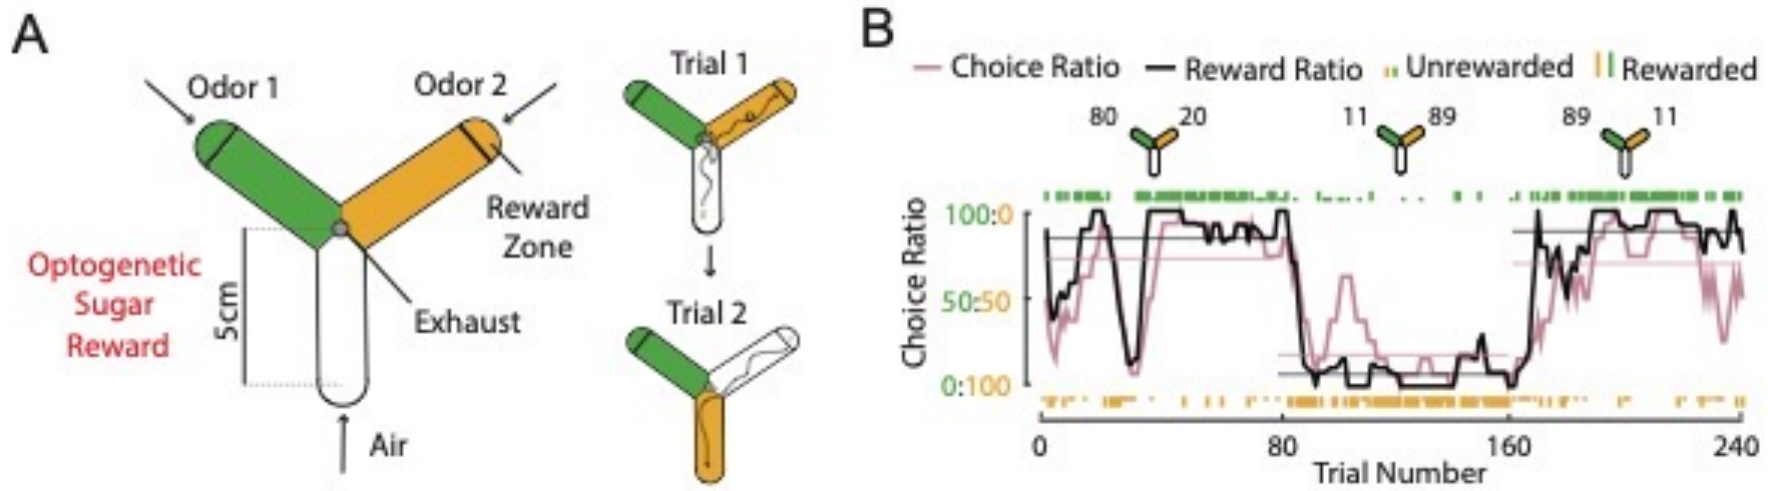 A
Odor 1
Odor 2
Reward
Zone
Optogenetic
Sugar
Reward
5cm
Exhaust
Air
Trial 1
Trial 2
B
Choice Ratio
Reward Ratio
Unrewarded
Rewarded
80
20
11
89
89
11
Choice Ratio
100:0
50:50
0:100
0
80
160
240
Trial Number